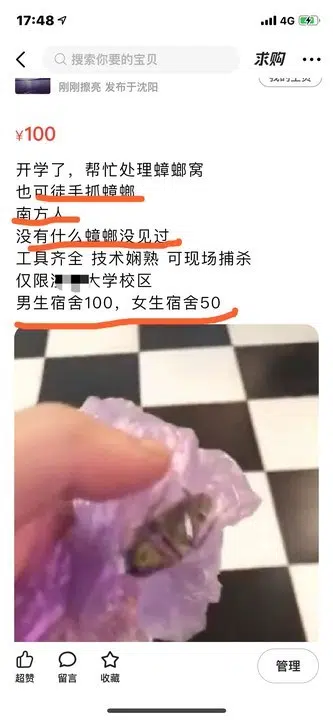 17:48
4G
搜索你要的宝贝
求购
刚刚擦亮 发布于沈阳
我的宝贝
¥100
开学了，帮忙处理蟑螂窝
也可徒手抓蟑螂
南方人
没有什么蟑螂没见过
工具齐全 技术娴熟 可现场捕杀
仅限 大学校区
男生宿舍100，女生宿舍50
超赞
留言
收藏
管理